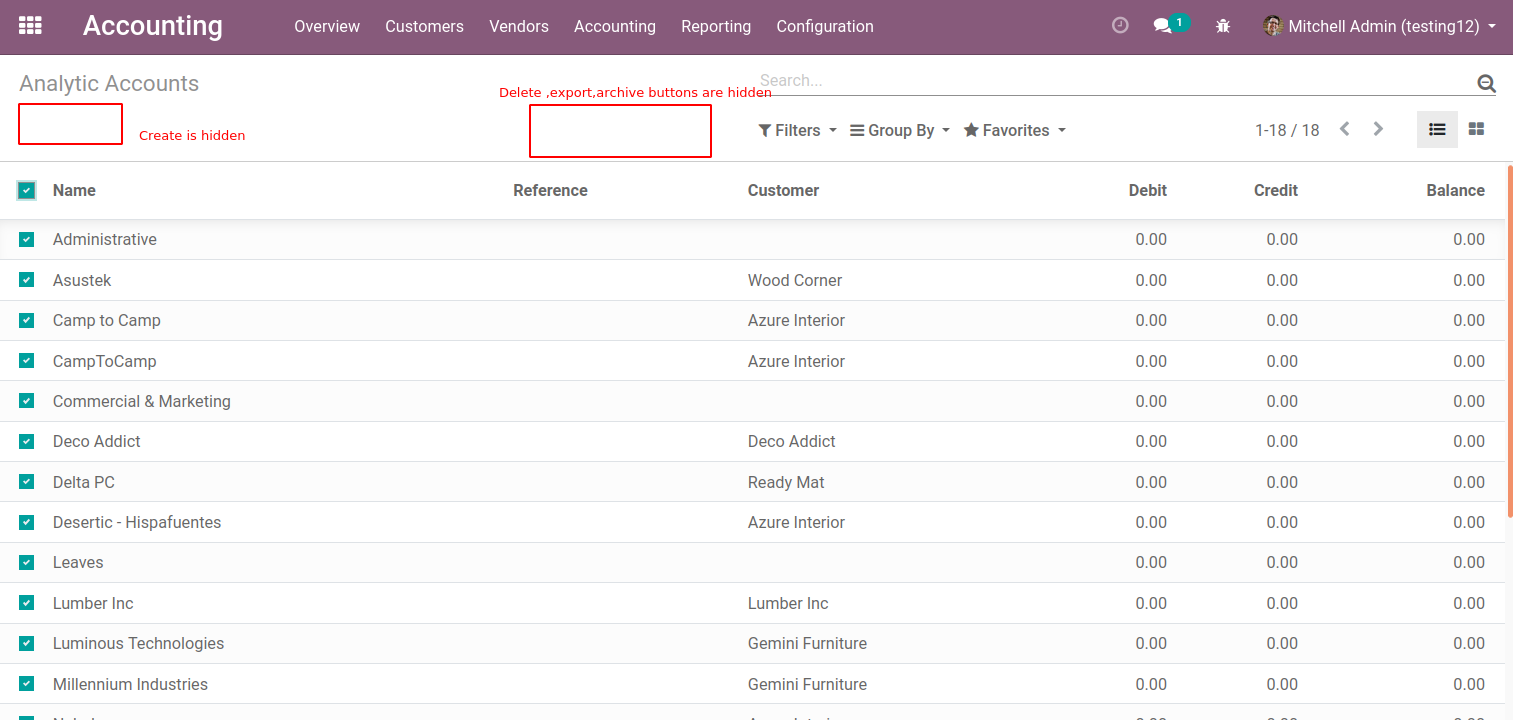 Accounting Overview Customers Vendors Accounting Reporting Configuration 1 Mitchell Admin (testing12)
Analytic Accounts Search...
Delete ,export,archive buttons are hidden
Create is hidden Filters Group By Favorites 1-18 / 18
Name Reference Customer Debit Credit Balance
Administrative 0.00 0.00 0.00
Asustek Wood Corner 0.00 0.00 0.00
Camp to Camp Azure Interior 0.00 0.00 0.00
CampToCamp Azure Interior 0.00 0.00 0.00
Commercial & Marketing 0.00 0.00 0.00
Deco Addict Deco Addict 0.00 0.00 0.00
Delta PC Ready Mat 0.00 0.00 0.00
Desertic - Hispafuentes Azure Interior 0.00 0.00 0.00
Leaves 0.00 0.00 0.00
Lumber Inc Lumber Inc 0.00 0.00 0.00
Luminous Technologies Gemini Furniture 0.00 0.00 0.00
Millennium Industries Gemini Furniture 0.00 0.00 0.00